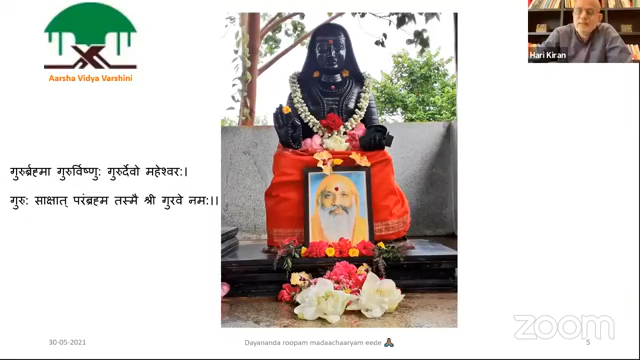 Aarsha Vidya Varshini
Hari Kiran
गुरुर्ब्रह्मा गुरुर्विष्णु: गुरुर्देवो महेश्वर:।
गुरु: साक्षात् परंब्रह्म तस्मै श्री गुरवे नम:।।
30-05-2021
Dayananda roopam madaachaaryam eede 🙏🏾
zoom
5